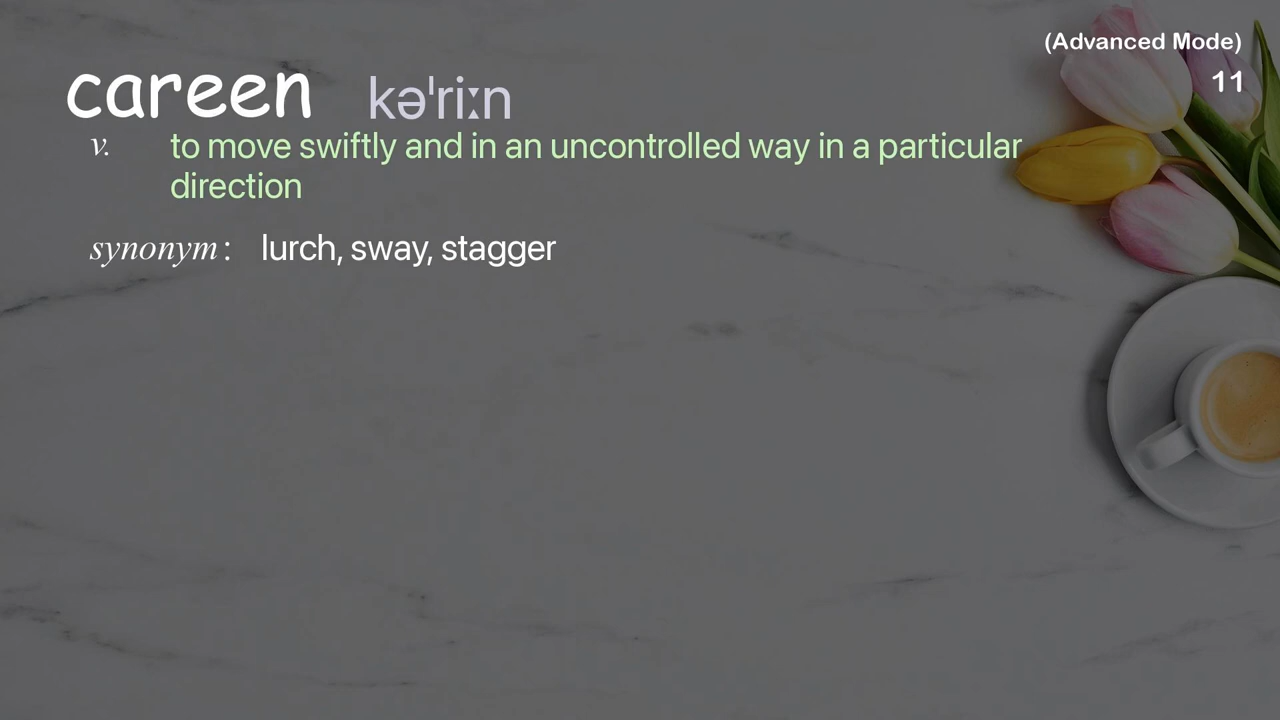 (Advanced Mode)
careen kəˈriːn
11
v. to move swiftly and in an uncontrolled way in a particular
direction
synonym: lurch, sway, stagger